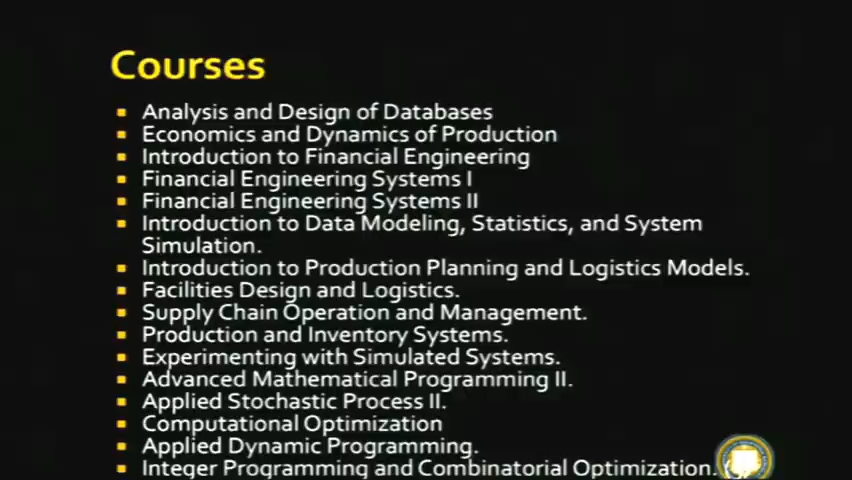 Courses
Analysis and Design of Databases
Economics and Dynamics of Production
Introduction to Financial Engineering
Financial Engineering Systems I
Financial Engineering Systems II
Introduction to Data Modeling, Statistics, and System
Simulation.
Introduction to Production Planning and Logistics Models.
Facilities Design and Logistics.
Supply Chain Operation and Management.
Production and Inventory Systems.
Experimenting with Simulated Systems.
Advanced Mathematical Programming II.
Applied Stochastic Process II.
Computational Optimization
Applied Dynamic Programming.
Integer Programming and Combinatorial Optimization.